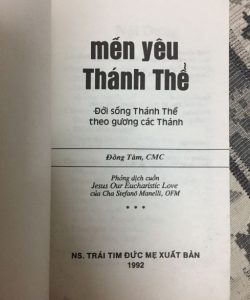 mến yêu
Thánh Thể
Đời sống Thánh Thể
theo gương các Thánh
Đồng Tâm, CMC
Phỏng dịch cuốn
Jesus Our Eucharistic Love
của Cha Stefanô Manelli, OFM
* * *
NS. TRÁI TIM ĐỨC MẸ XUẤT BẢN
1992